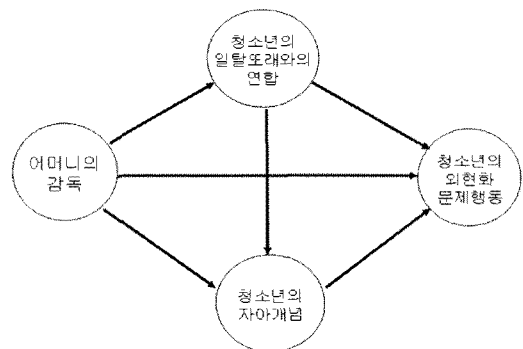 청소년의
일탈또래와의
연합
어머니의
감독
청소년의
외현화
문제행동
청소년의
자아개념